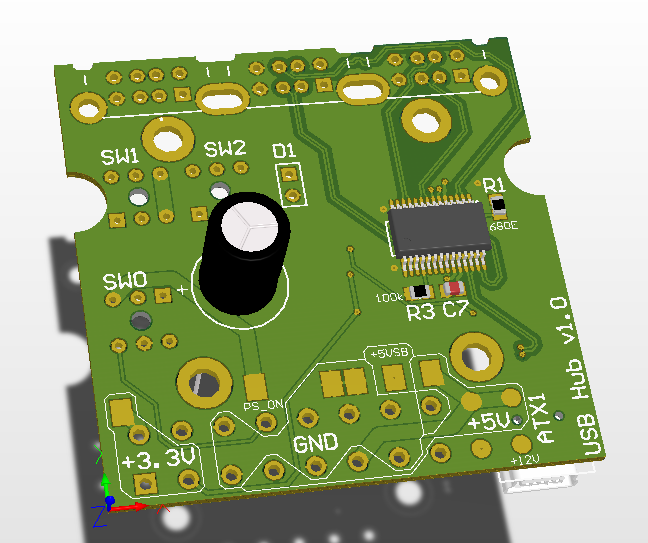 SW1
SW2
D1
R1
680E
SW0
+
100k
R3
C7
+5VSB
PS_ON
GND
+3.3V
+5V
+12V
ATX1
USB Hub v1.0
X
Z